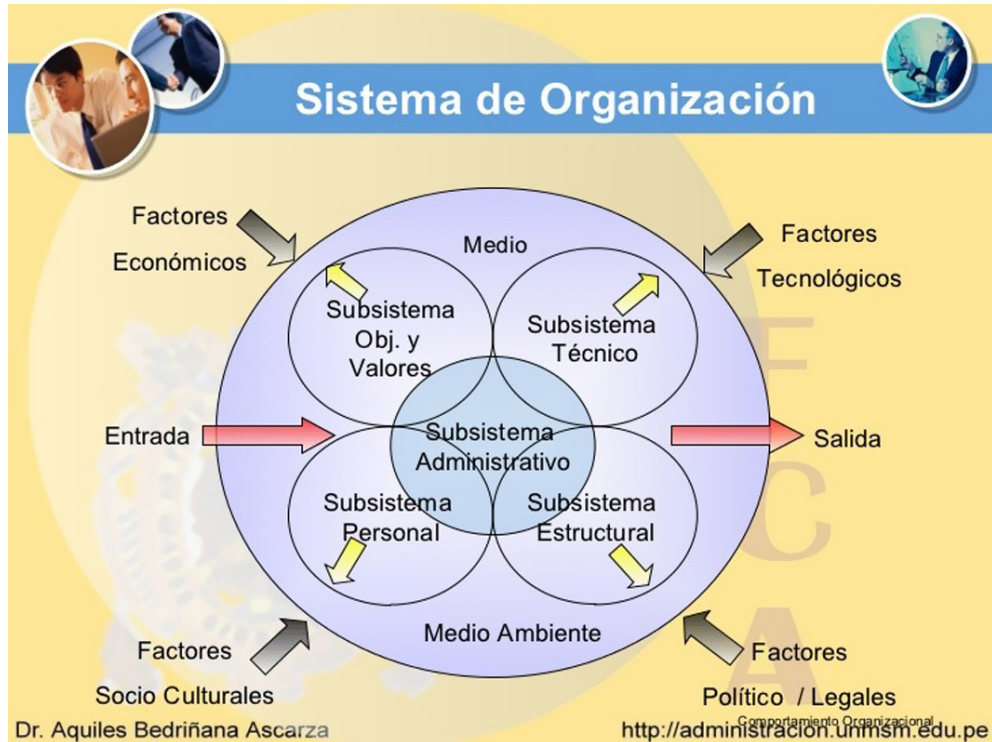 Sistema de Organización
Factores
Económicos
Medio
Factores
Tecnológicos
Subsistema
Obj. y
Valores
Subsistema
Técnico
Entrada
Subsistema
Administrativo
Salida
Subsistema
Personal
Subsistema
Estructural
Medio Ambiente
Factores
Socio Culturales
Factores
Político / Legales
F
C
A
Comportamiento Organizacional
Dr. Aquiles Bedriñana Ascarza
http://administracion.unmsm.edu.pe